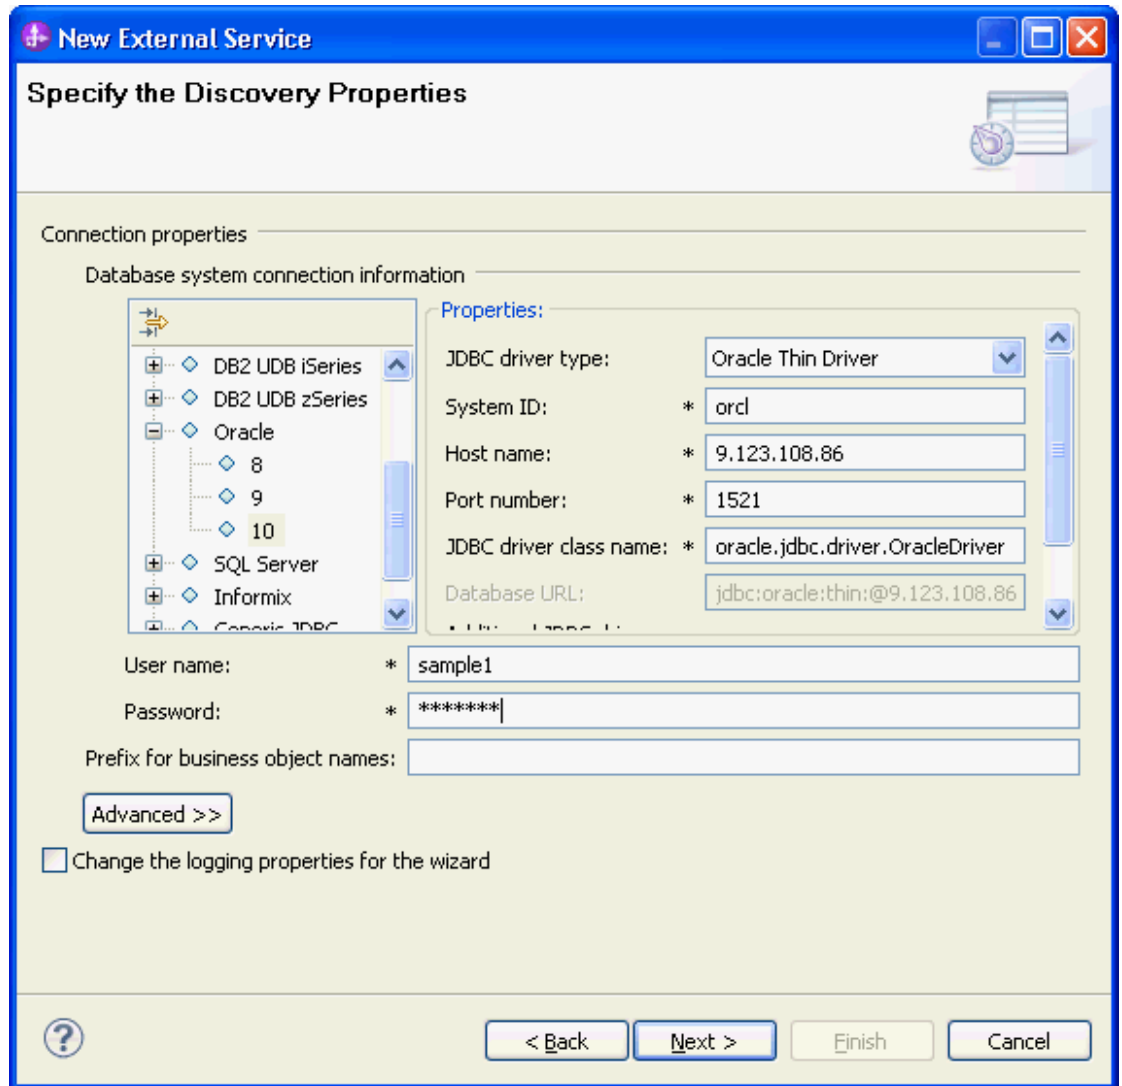 New External Service
Specify the Discovery Properties
Connection properties
Database system connection information
Properties:
DB2 UDB iSeries
DB2 UDB zSeries
Oracle
8
9
10
SQL Server
Informix
Generic JDBC
JDBC driver type: Oracle Thin Driver
System ID: * orcl
Host name: * 9.123.108.86
Port number: * 1521
JDBC driver class name: * oracle.jdbc.driver.OracleDriver
Database URL: jdbc:oracle:thin:@9.123.108.86
User name: * sample1
Password: * *******
Prefix for business object names:
Advanced >>
Change the logging properties for the wizard
? < Back Next > Finish Cancel